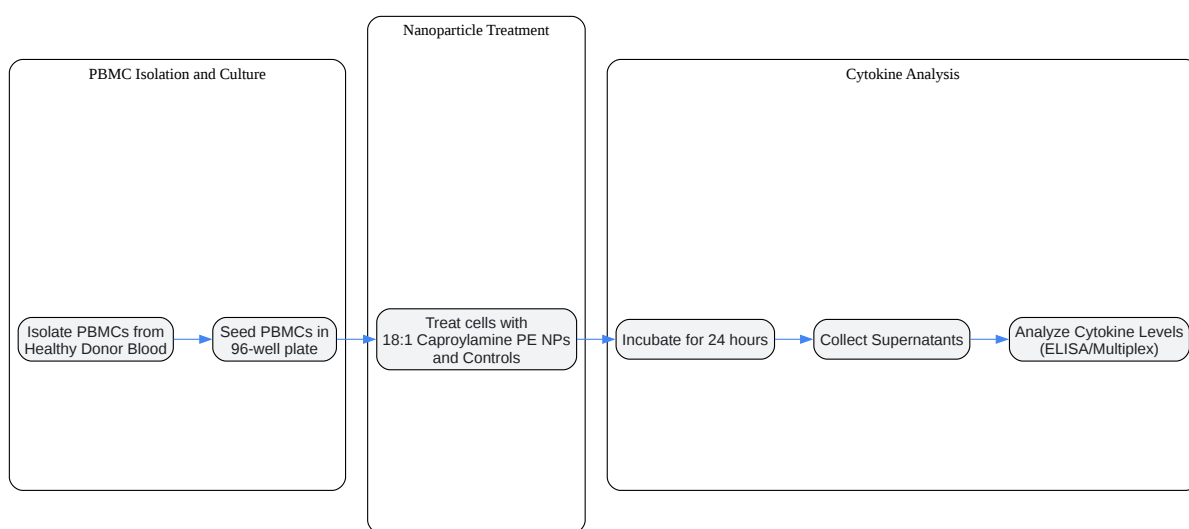 Nanoparticle Treatment
PBMC Isolation and Culture
Cytokine Analysis
Isolate PBMCs from
Healthy Donor Blood
Seed PBMCs in
96-well plate
Treat cells with
18:1 Caproylamine PE NPs
and Controls
Incubate for 24 hours
Collect Supernatants
Analyze Cytokine Levels
(ELISA/Multiplex)